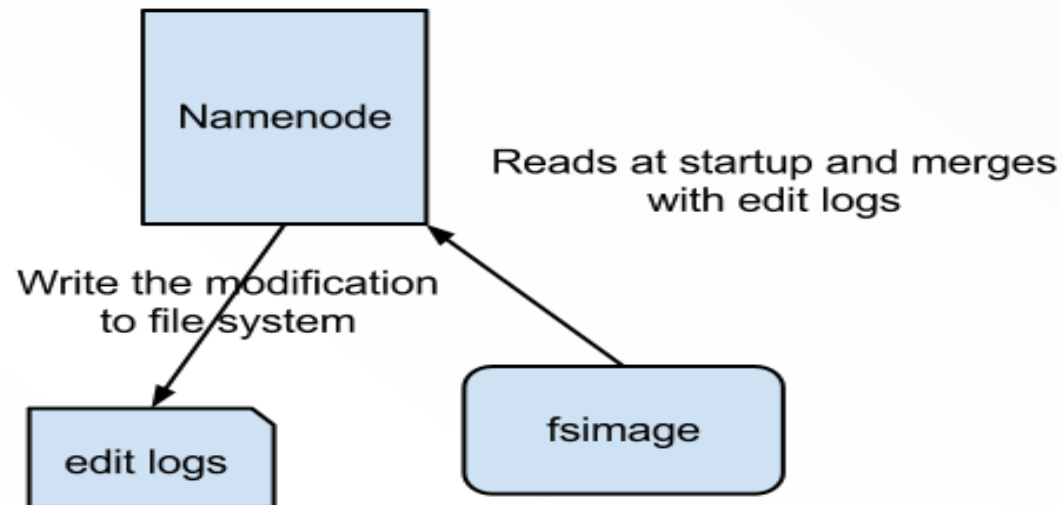 Namenode
Reads at startup and merges
with edit logs
Write the modification
to file system
edit logs
fsimage